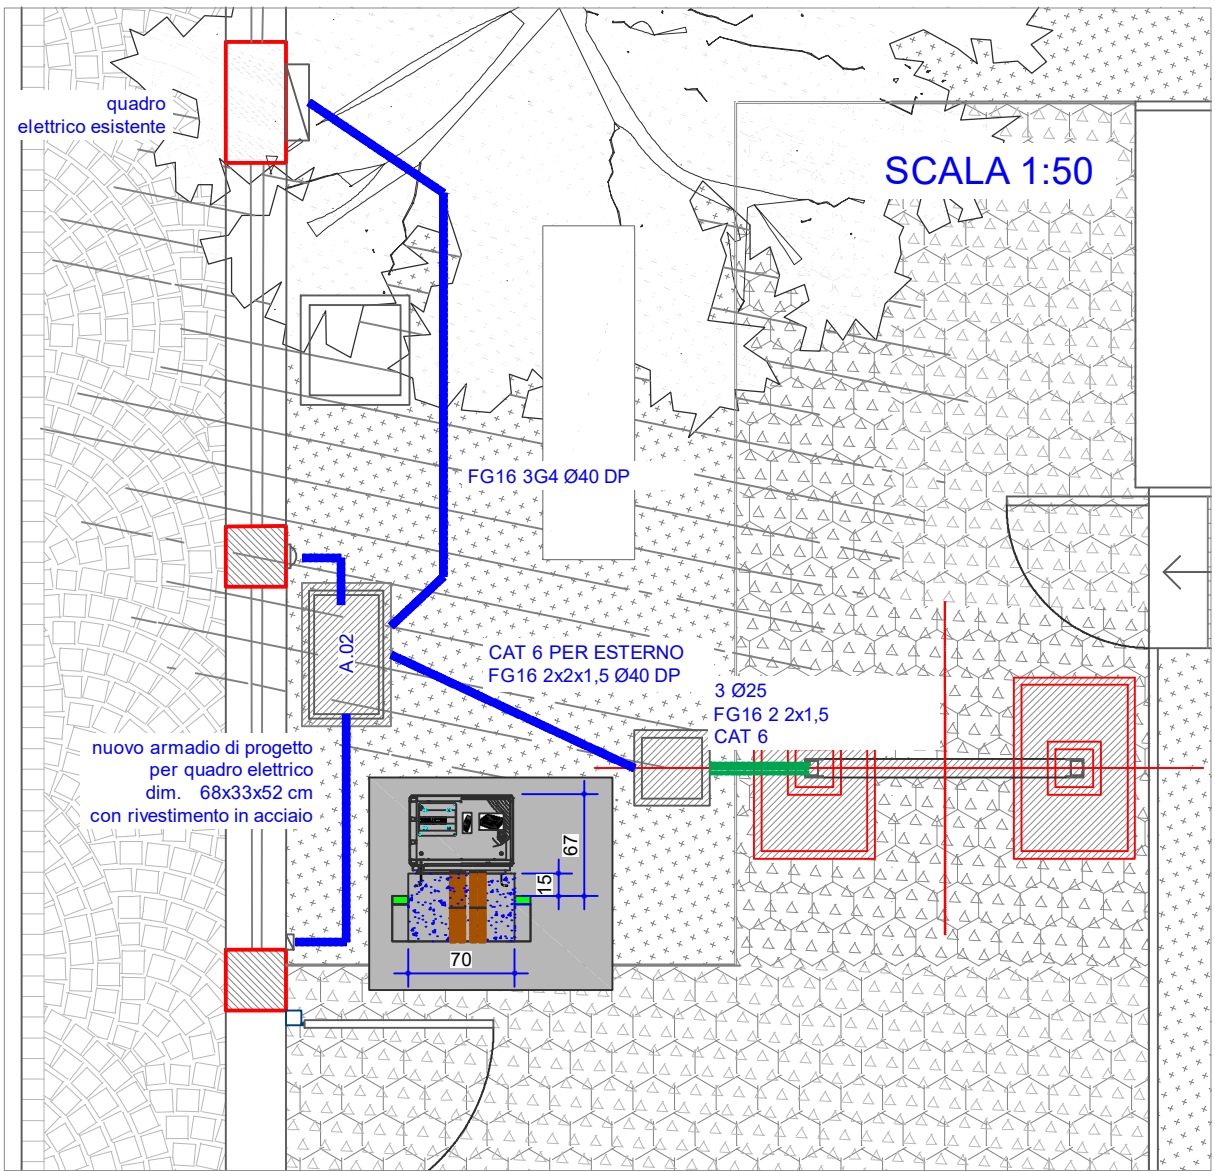 quadro
elettrico esistente
SCALA 1:50
FG16 3G4 Ø40 DP
A.02
CAT 6 PER ESTERNO
FG16 2x2x1,5 Ø40 DP
3 Ø25
FG16 2 2x1,5
CAT 6
nuovo armadio di progetto
per quadro elettrico
dim. 68x33x52 cm
con rivestimento in acciaio
67
15
70